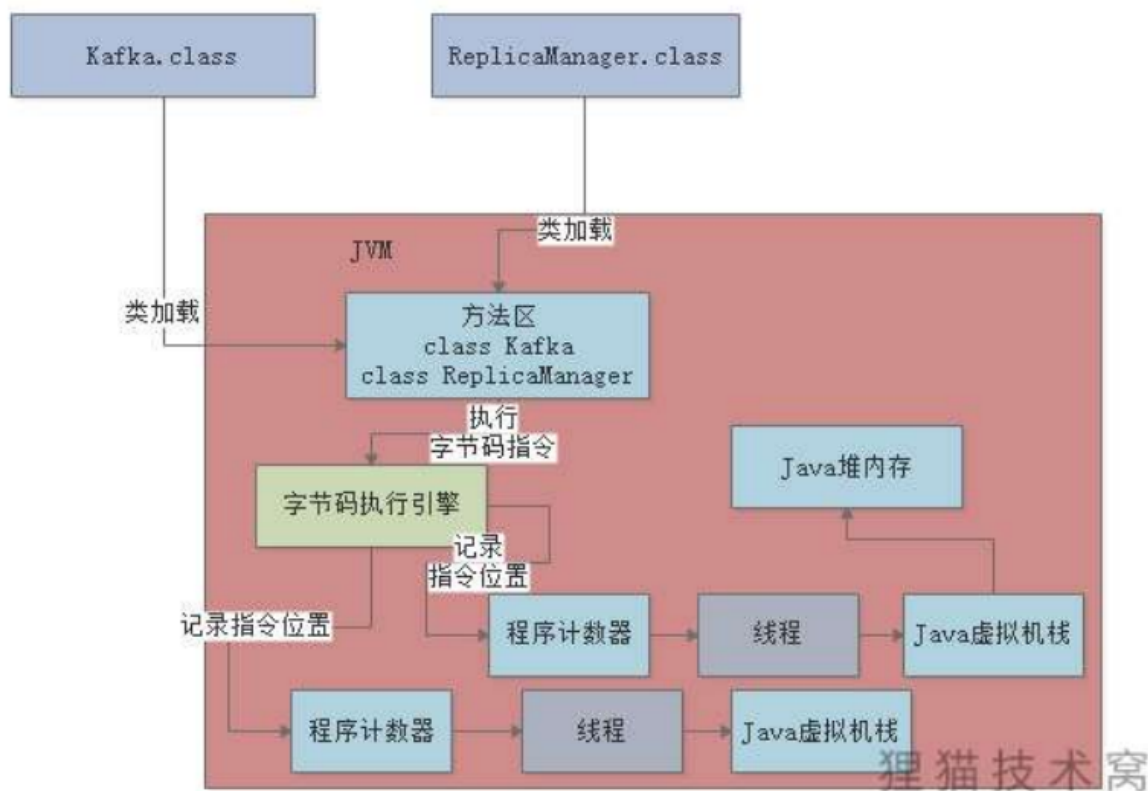 Kafka.class
ReplicaManager.class
JVM
类加载
类加载
方法区
class Kafka
class ReplicaManager
执行
字节码指令
Java堆内存
字节码执行引擎
记录
指令位置
记录指令位置
程序计数器
线程
Java虚拟机栈
程序计数器
线程
Java虚拟机栈
狸猫技术窝